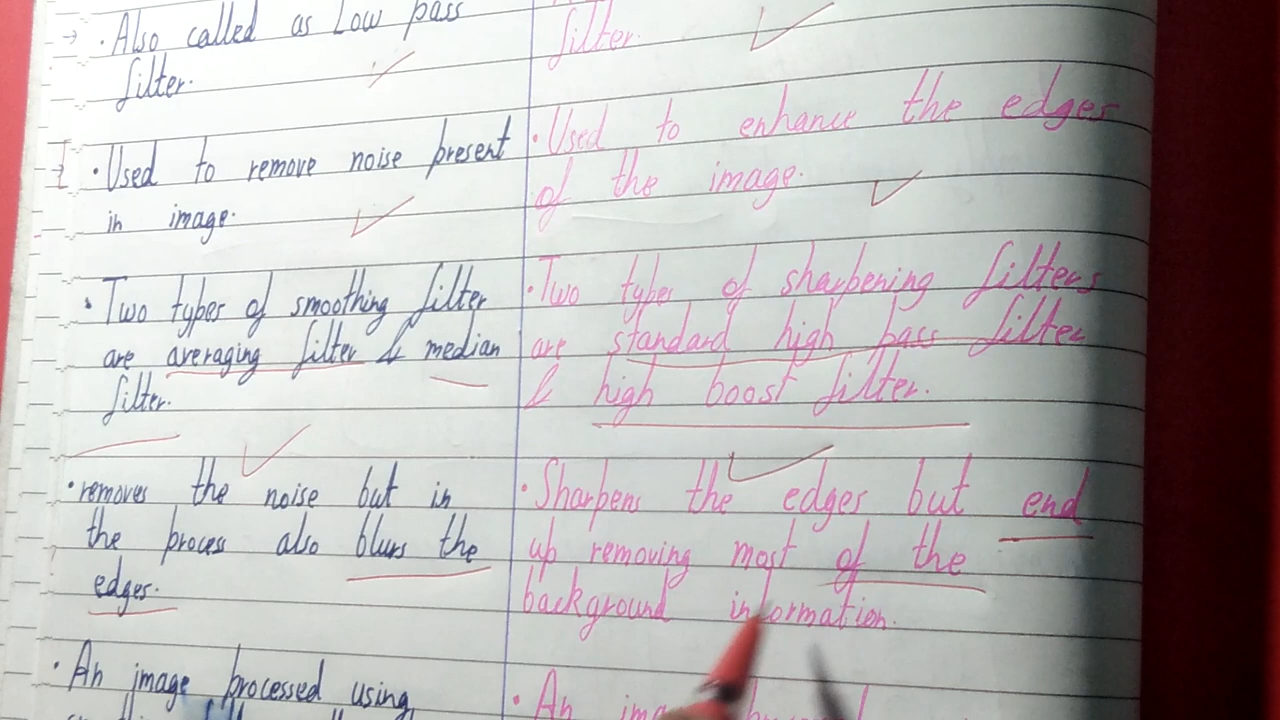 → • Also called as Low pass
filter.
• Used to remove noise present
in image.
• Two types of smoothing filter
are averaging filter & median
filter.
• removes the noise but in
the process also blurs the
edges.
• An image processed using
filter.
• Used to enhance the edges
of the image.
• Two types of sharpening filters
are standard high pass filter
& high boost filter.
• Sharpens the edges but end
up removing most of the
background information.
• An